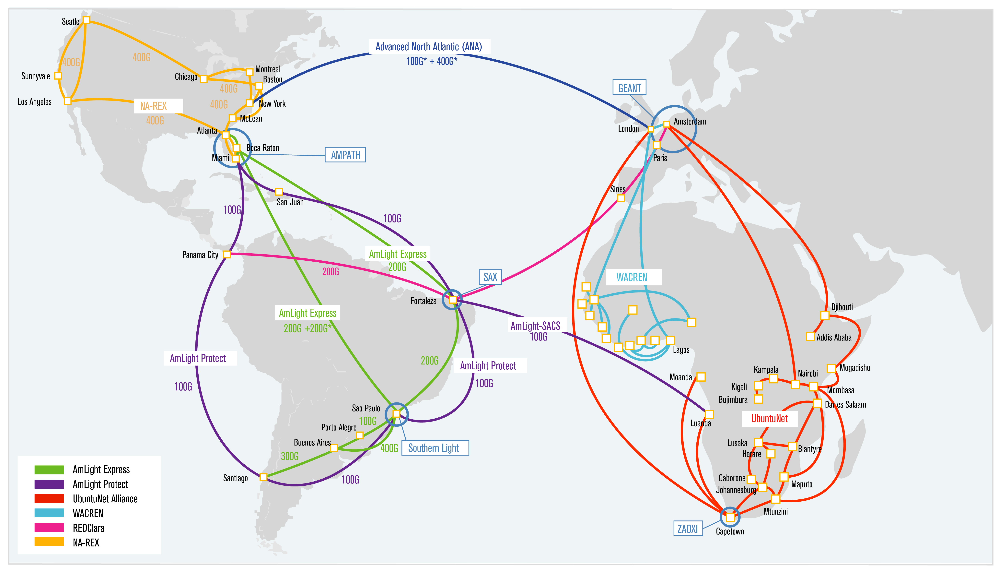 Seatle
400G
400G
Sunnyvale
Los Angeles
NA-REX
400G
Chicago
Montreal
Boston
400G
400G
New York
McLean
Atlanta
Boca Raton
Miami
AMPATH
Advanced North Atlantic (ANA)
100G* + 400G*
GEANT
Amsterdam
London
Paris
Sines
San Juan
100G
100G
Panama City
AmLight Express
200G
200G
SAX
Fortaleza
WACREN
AmLight Express
200G +200G*
AmLight-SACS
100G
Djibouti
Addis Ababa
Lagos
AmLight Protect
200G
AmLight Protect
100G
100G
Moanda
Kampala
Nairobi
Mogadishu
Kigali
Mombasa
Bujimbura
Dar es Salaam
UbuntuNet
Luanda
Sao Paulo
100G
Porto Alegre
Buenos Aires
400G
Southern Light
300G
Santiago
100G
Lusaka
Blantyre
Harare
Gaborone
Maputo
Johannesburg
Mtunzini
ZAOXI
Capetown
AmLight Express
AmLight Protect
UbuntuNet Alliance
WACREN
REDClara
NA-REX